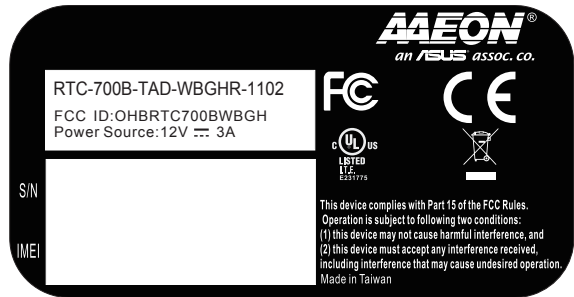 AAEON®
an ASUS assoc. co.
RTC-700B-TAD-WBGHR-1102
FCC ID:OHBRTC700BWBGH
Power Source:12V ⎓ 3A
FC
CE
C UL US
LISTED
I.T.E.
E231775
S/N
IMEI
This device complies with Part 15 of the FCC Rules.
Operation is subject to following two conditions:
(1) this device may not cause harmful interference, and
(2) this device must accept any interference received,
including interference that may cause undesired operation.
Made in Taiwan